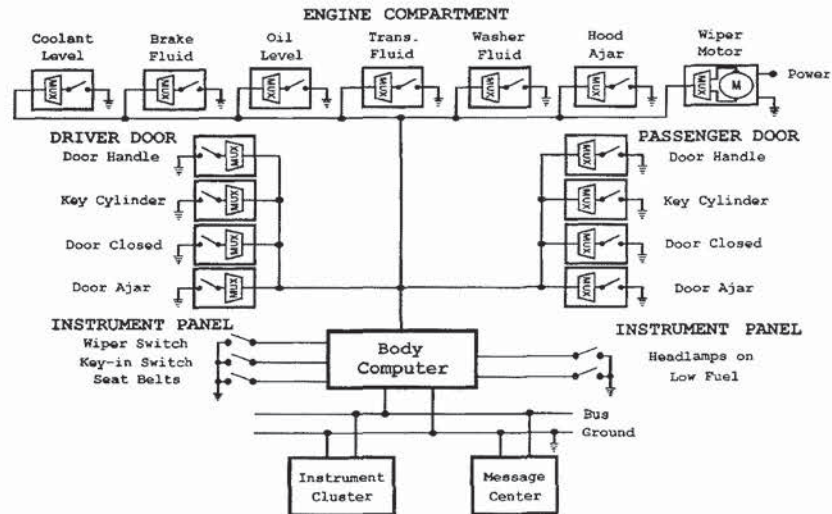 ENGINE COMPARTMENT
Coolant Level
Brake Fluid
Oil Level
Trans. Fluid
Washer Fluid
Hood Ajar
Wiper Motor
MUX
MUX
MUX
MUX
MUX
MUX
MUX
M
Power
DRIVER DOOR
Door Handle
MUX
Key Cylinder
MUX
Door Closed
MUX
Door Ajar
MUX
PASSENGER DOOR
MUX
Door Handle
MUX
Key Cylinder
MUX
Door Closed
MUX
Door Ajar
INSTRUMENT PANEL
Wiper Switch
Key-in Switch
Seat Belts
Body
Computer
INSTRUMENT PANEL
Headlamps on
Low Fuel
Bus
Ground
Instrument
Cluster
Message
Center